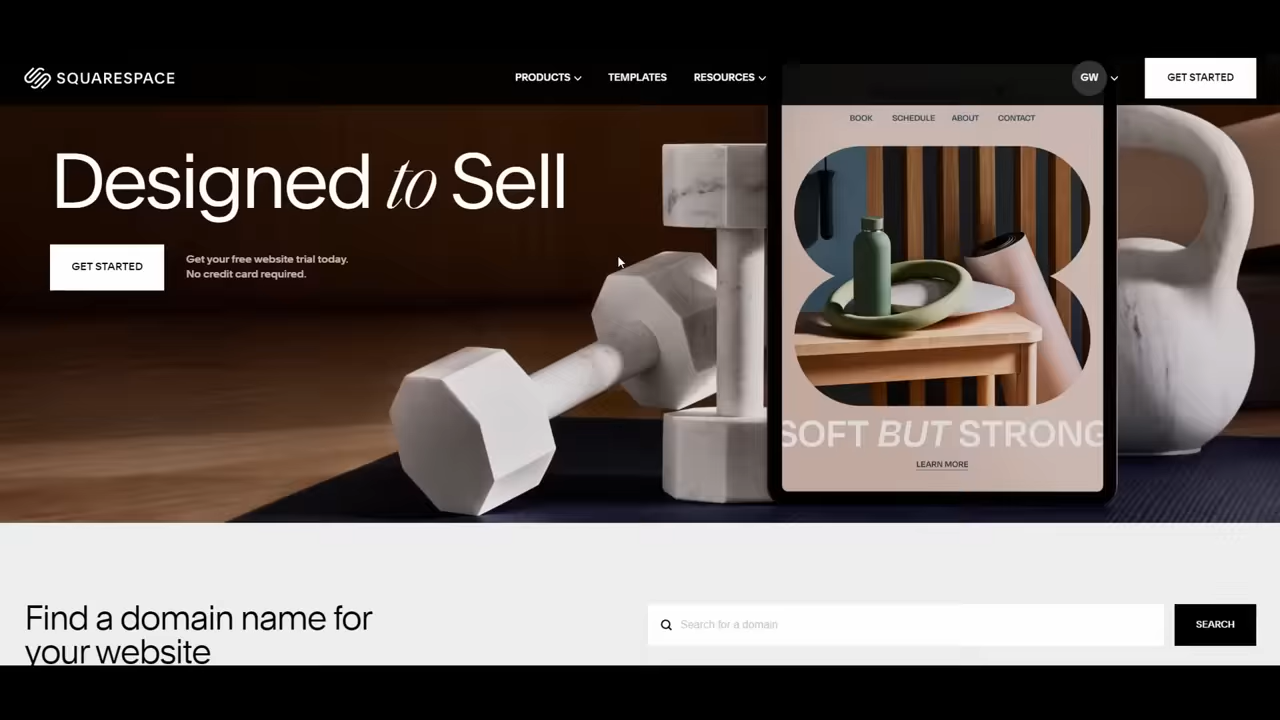 SQUARESPACE
PRODUCTS
TEMPLATES
RESOURCES
GW
GET STARTED
BOOK
SCHEDULE
ABOUT
CONTACT
Designed to Sell
GET STARTED
Get your free website trial today.
No credit card required.
SOFT BUT STRONG
LEARN MORE
Find a domain name for
your website
Search for a domain
SEARCH